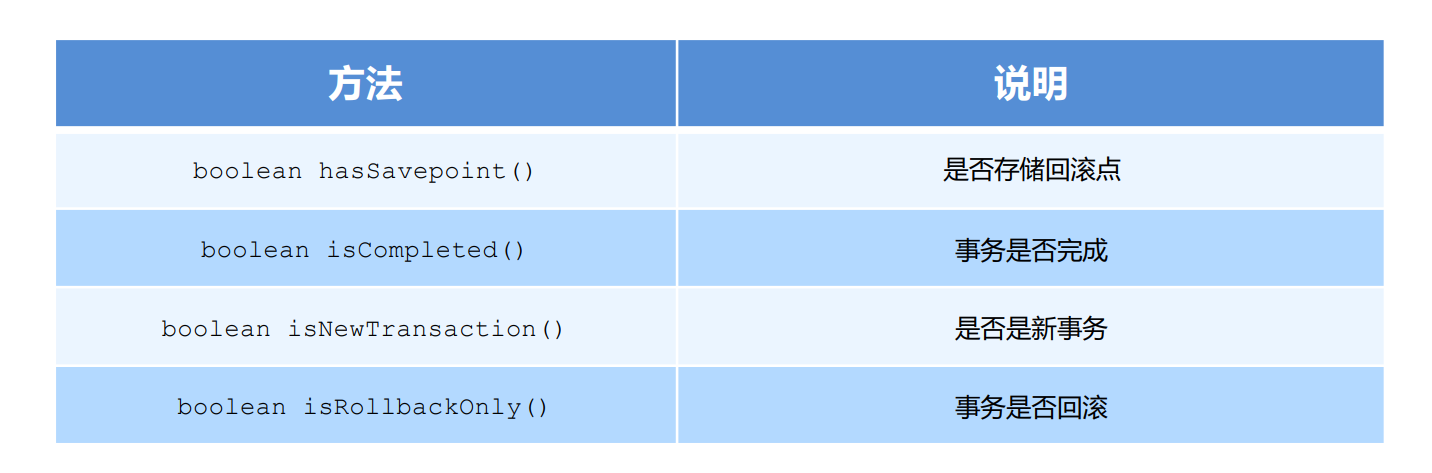 方法 说明
boolean hasSavepoint() 是否存储回滚点
boolean isCompleted() 事务是否完成
boolean isNewTransaction() 是否是新事务
boolean isRollbackOnly() 事务是否回滚